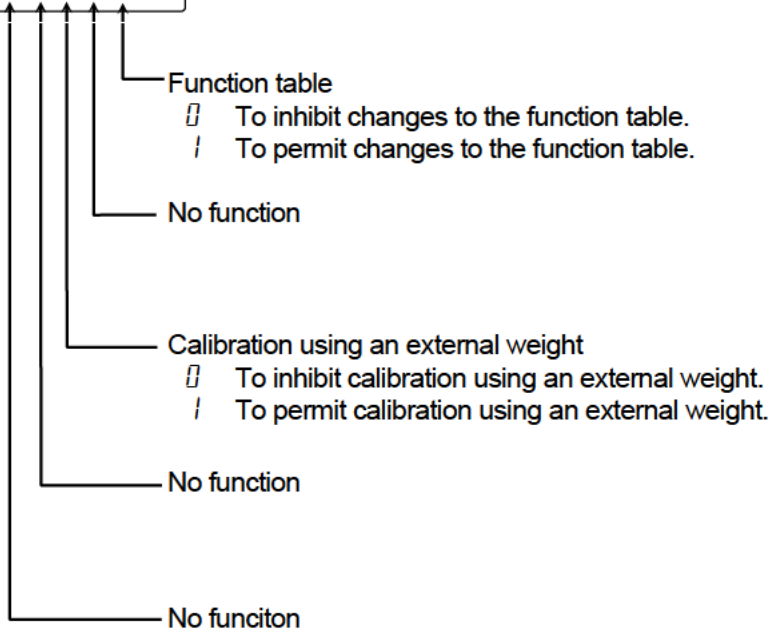 Function table
0 To inhibit changes to the function table.
1 To permit changes to the function table.
No function
Calibration using an external weight
0 To inhibit calibration using an external weight.
1 To permit calibration using an external weight.
No function
No funciton